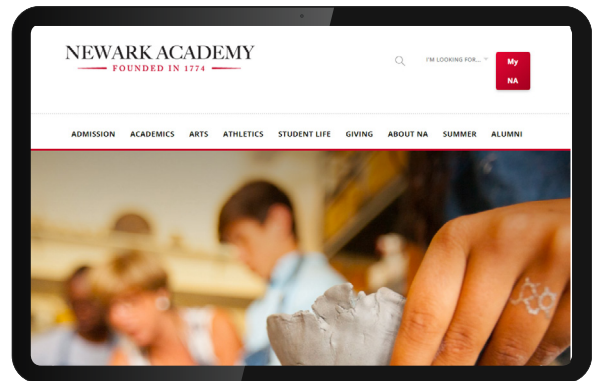 NEWARK ACADEMY
FOUNDED IN 1774
I'M LOOKING FOR...
My
NA
ADMISSION ACADEMICS ARTS ATHLETICS STUDENT LIFE GIVING ABOUT NA SUMMER ALUMNI